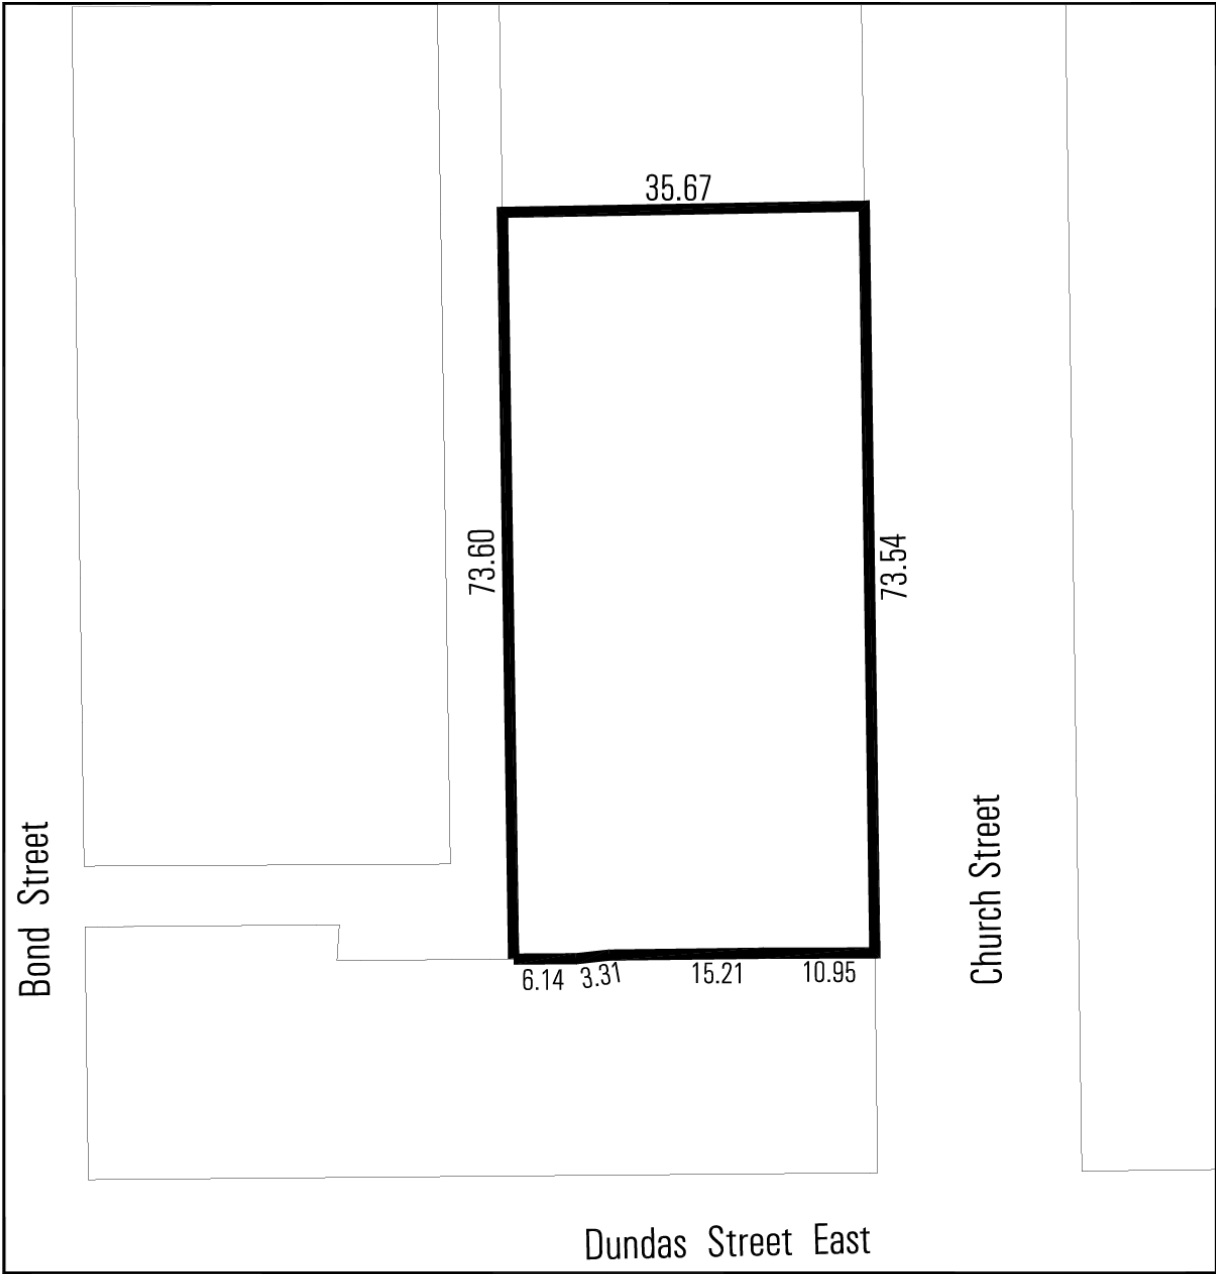 35.67
73.60
73.54
6.14
3.31
15.21
10.95
Bond Street
Church Street
Dundas Street East